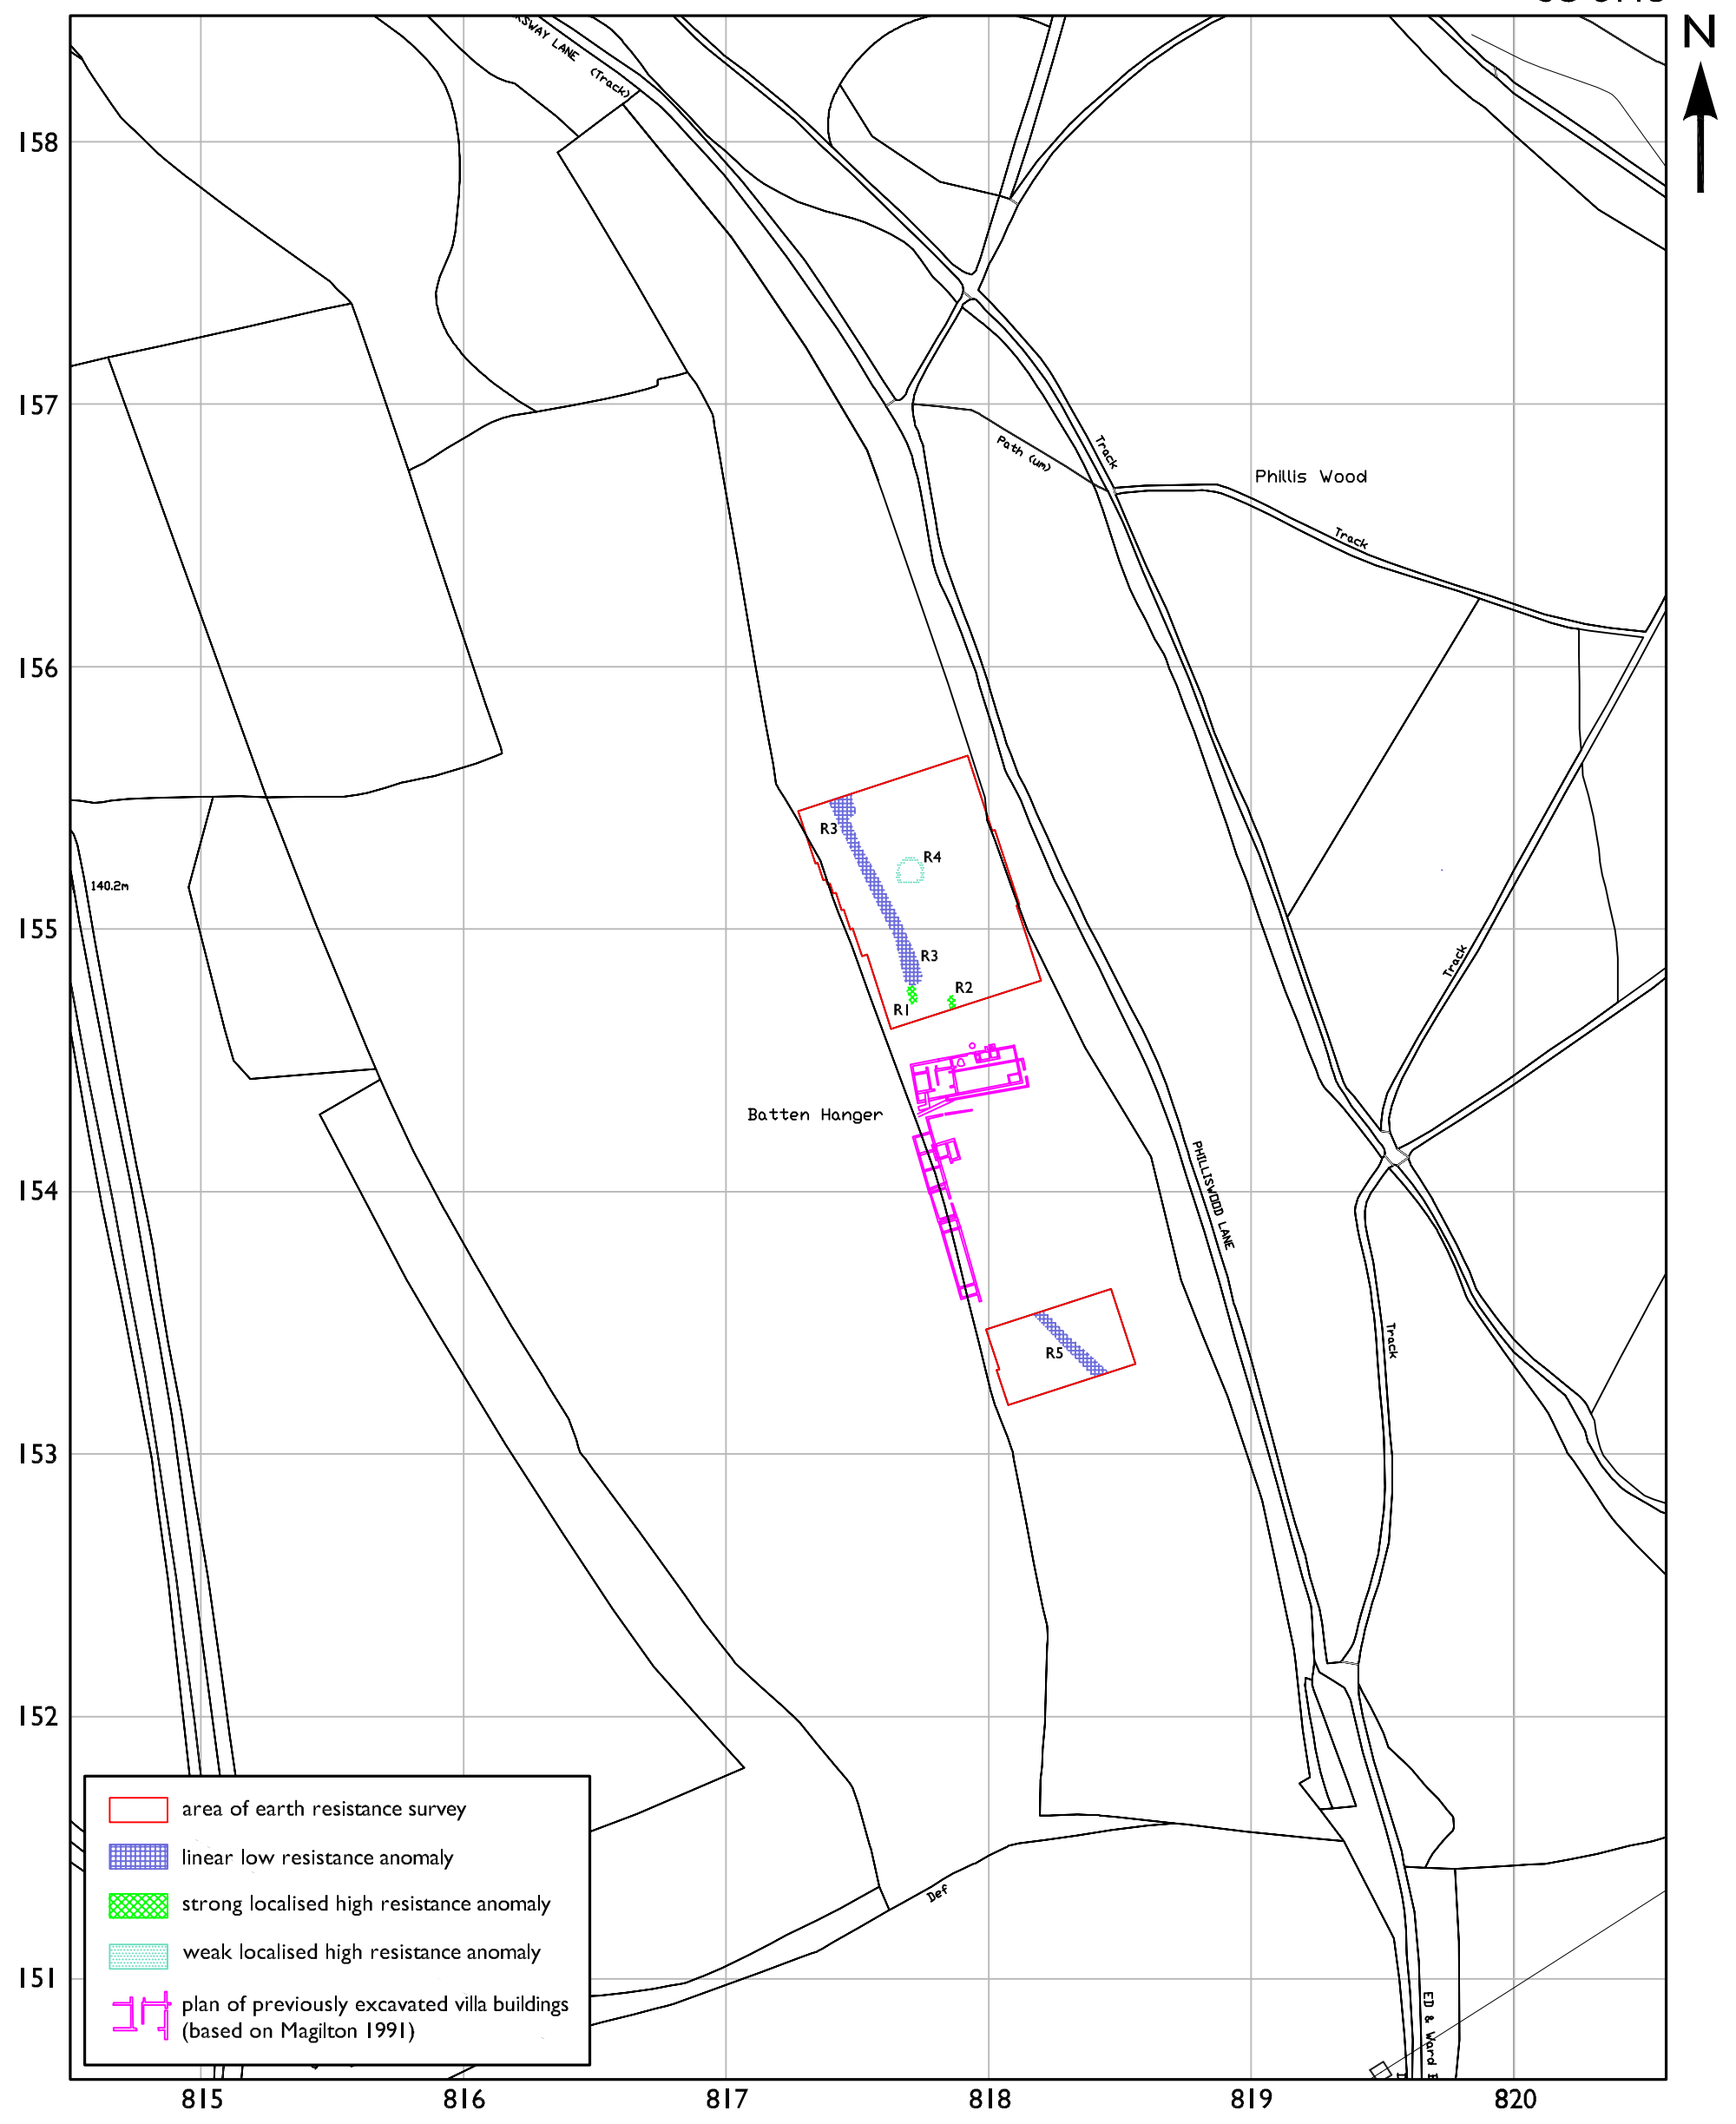 N
LANE (Track)
158
157
Path (um)
Track
Phillis Wood
Track
156
R3
R4
140.2m
155
R3
Track
R2
R1
Batten Hanger
PHILLISWOOD LANE
154
Track
R5
153
152
area of earth resistance survey
linear low resistance anomaly
strong localised high resistance anomaly
Def
weak localised high resistance anomaly
151
plan of previously excavated villa buildings
(based on Magilton 1991)
ED & Ward
815
816
817
818
819
820